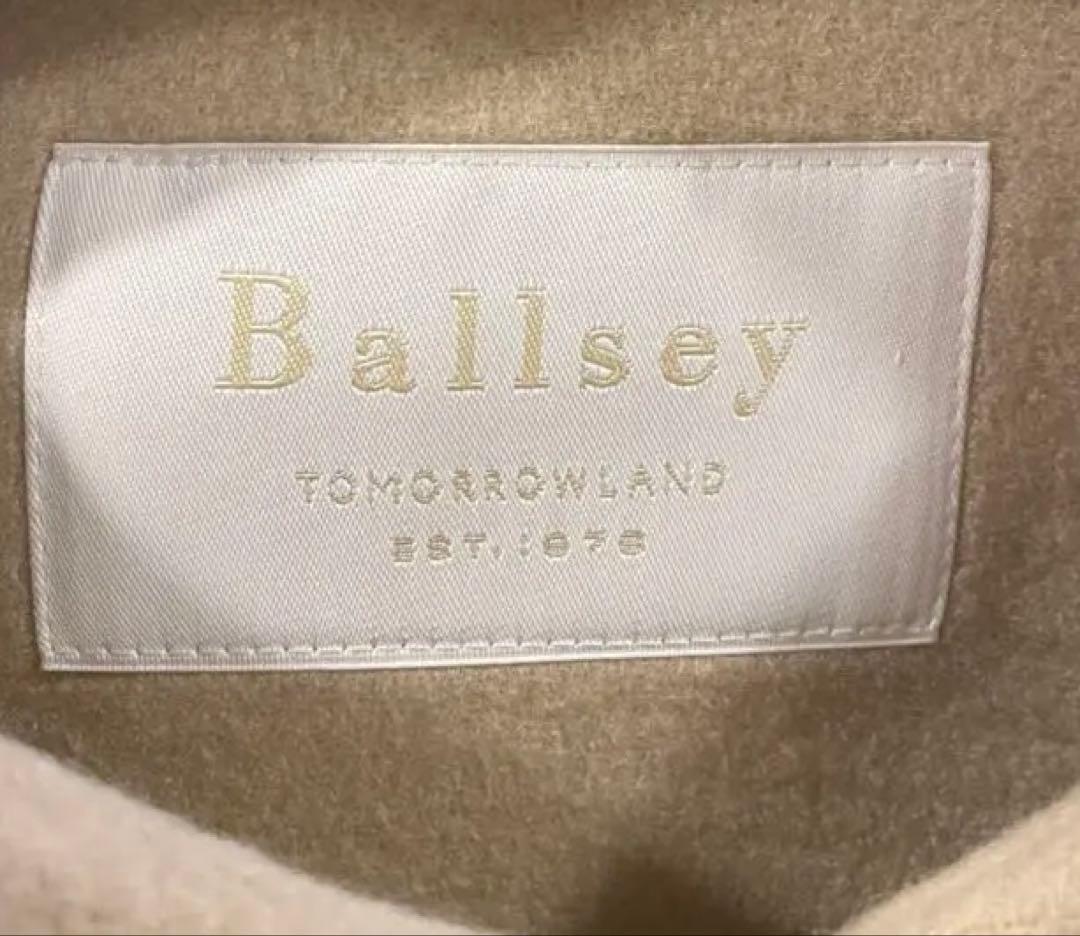 Ballsey
TOMORROWLAND
EST. 1978